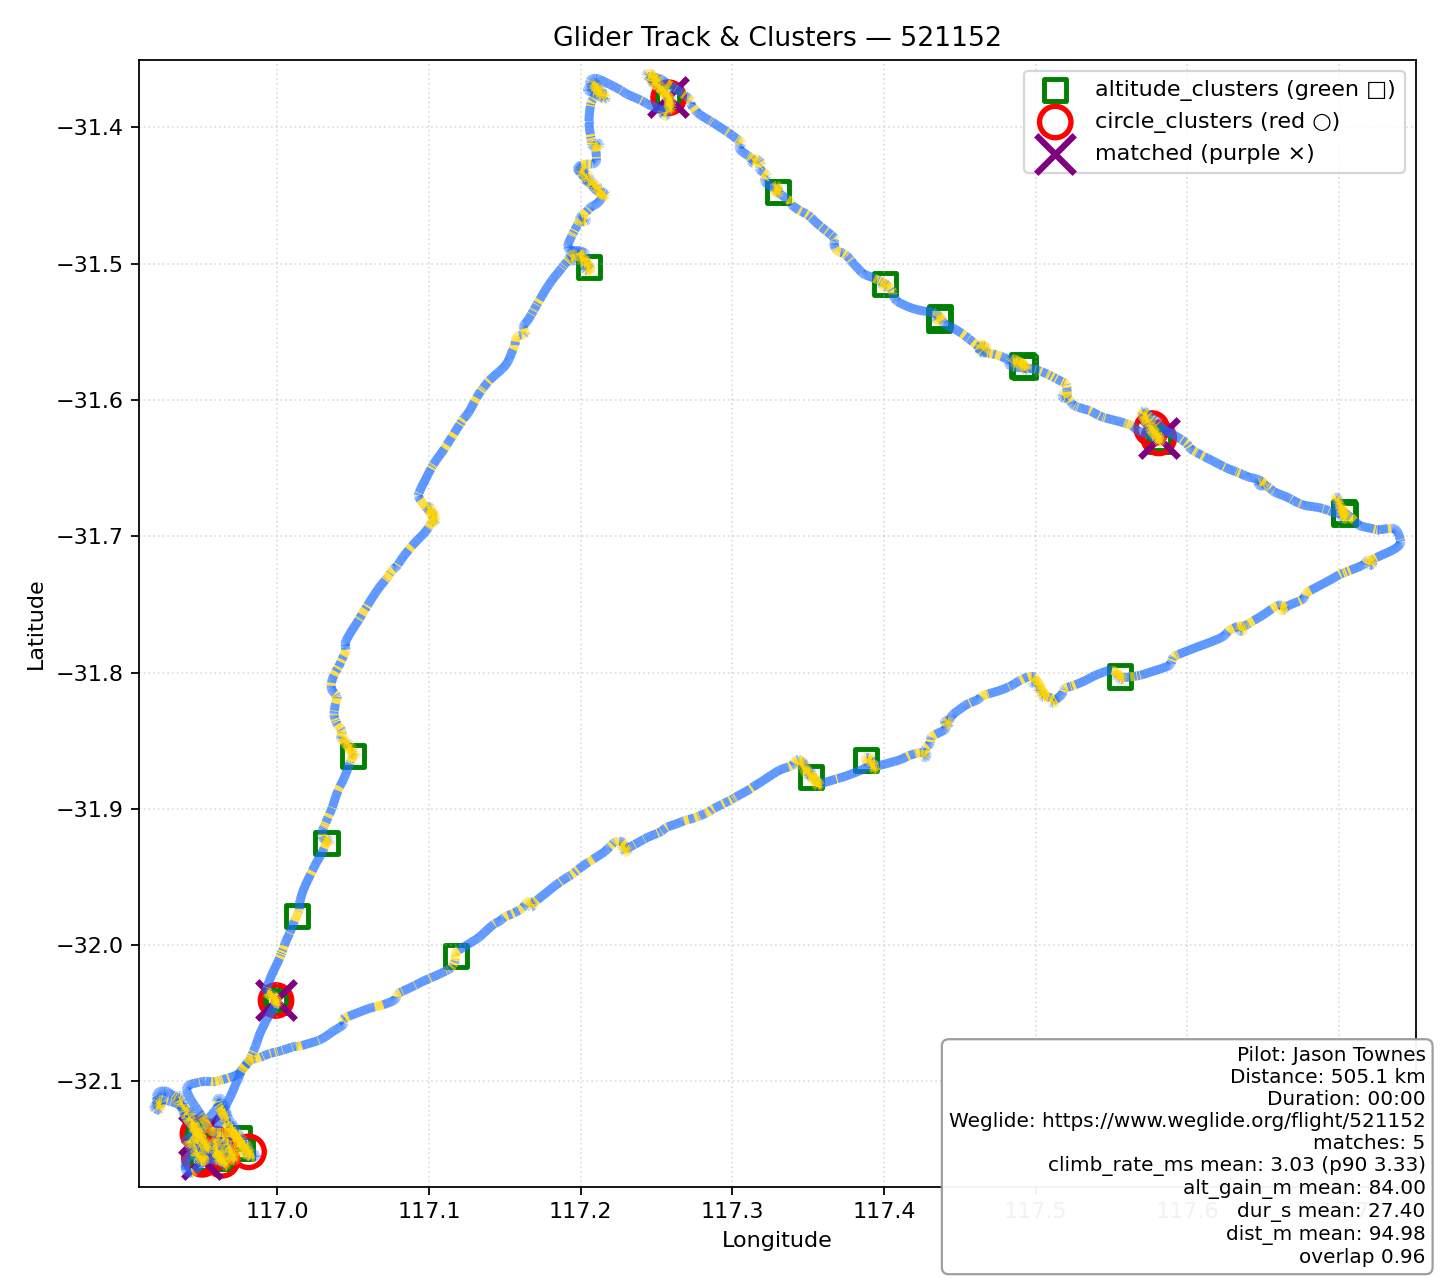 Glider Track & Clusters — 521152
altitude_clusters (green □)
circle_clusters (red ○)
matched (purple ×)
−31.4
−31.5
−31.6
−31.7
−31.8
−31.9
−32.0
−32.1
Latitude
117.0
117.1
117.2
117.3
117.4
117.5
117.6
Longitude
Pilot: Jason Townes
Distance: 505.1 km
Duration: 00:00
Weglide: https://www.weglide.org/flight/521152
matches: 5
climb_rate_ms mean: 3.03 (p90 3.33)
alt_gain_m mean: 84.00
dur_s mean: 27.40
dist_m mean: 94.98
overlap 0.96